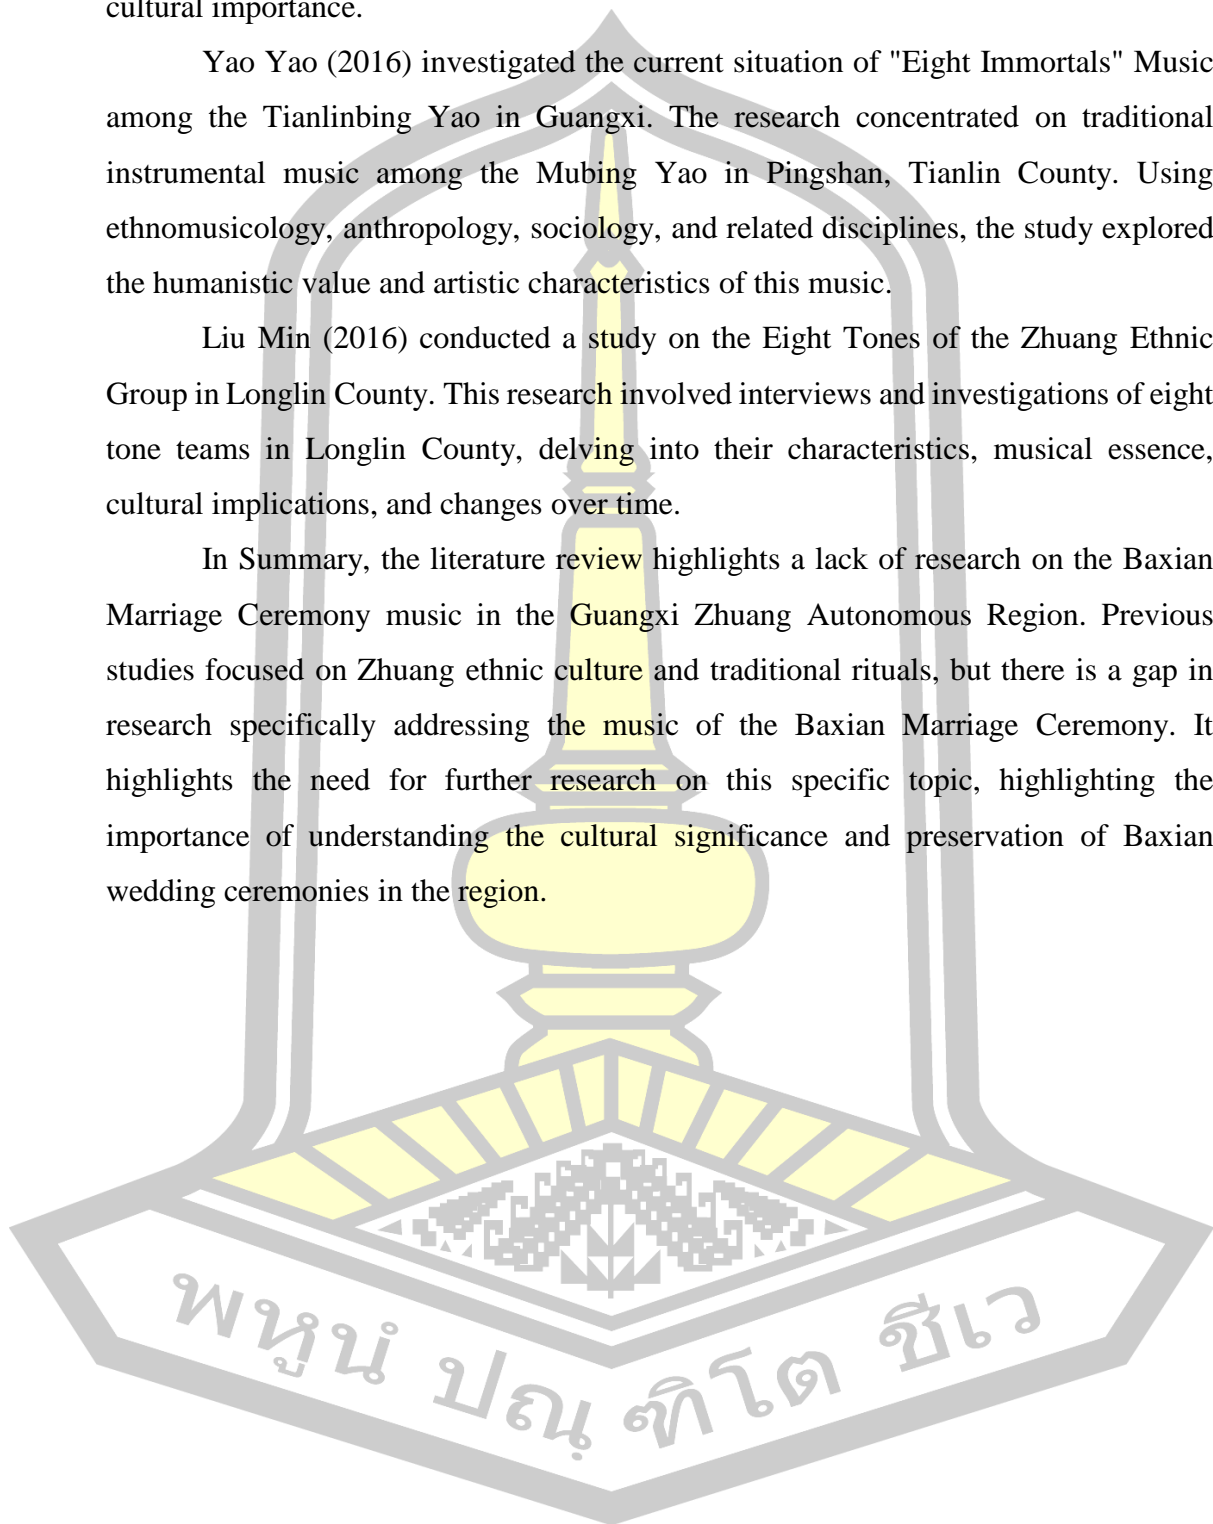 cultural importance.
Yao Yao (2016) investigated the current situation of "Eight Immortals" Music
among the Tianlinbing Yao in Guangxi. The research concentrated on traditional
instrumental music among the Mubing Yao in Pingshan, Tianlin County. Using
ethnomusicology, anthropology, sociology, and related disciplines, the study explored
the humanistic value and artistic characteristics of this music.
Liu Min (2016) conducted a study on the Eight Tones of the Zhuang Ethnic
Group in Longlin County. This research involved interviews and investigations of eight
tone teams in Longlin County, delving into their characteristics, musical essence,
cultural implications, and changes over time.
In Summary, the literature review highlights a lack of research on the Baxian
Marriage Ceremony music in the Guangxi Zhuang Autonomous Region. Previous
studies focused on Zhuang ethnic culture and traditional rituals, but there is a gap in
research specifically addressing the music of the Baxian Marriage Ceremony. It
highlights the need for further research on this specific topic, highlighting the
importance of understanding the cultural significance and preservation of Baxian
wedding ceremonies in the region.
พหูนํ ปณฺฑิโต ชีเว